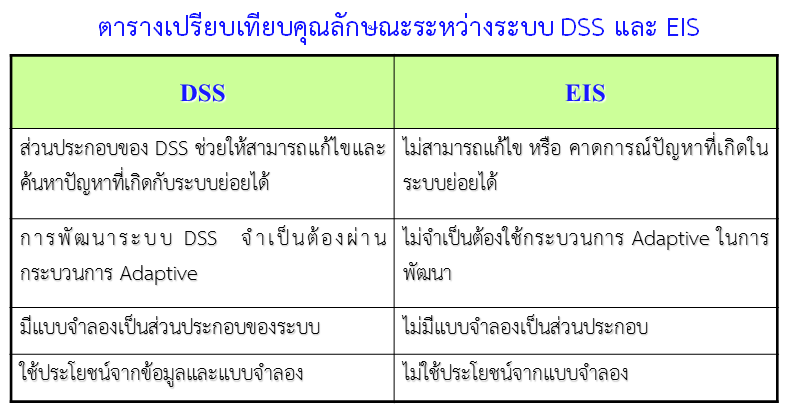 ตารางเปรียบเทียบคุณลักษณะระหว่างระบบ DSS และ EIS
DSS
EIS
ส่วนประกอบของ DSS ช่วยให้สามารถแก้ไขและ
ค้นหาปัญหาที่เกิดกับระบบย่อยได้
ไม่สามารถแก้ไข หรือ คาดการณ์ปัญหาที่เกิดใน
ระบบย่อยได้
การพัฒนาระบบ DSS จำเป็นต้องผ่าน
กระบวนการ Adaptive
ไม่จำเป็นต้องใช้กระบวนการ Adaptive ในการ
พัฒนา
มีแบบจำลองเป็นส่วนประกอบของระบบ
ไม่มีแบบจำลองเป็นส่วนประกอบ
ใช้ประโยชน์จากข้อมูลและแบบจำลอง
ไม่ใช้ประโยชน์จากแบบจำลอง